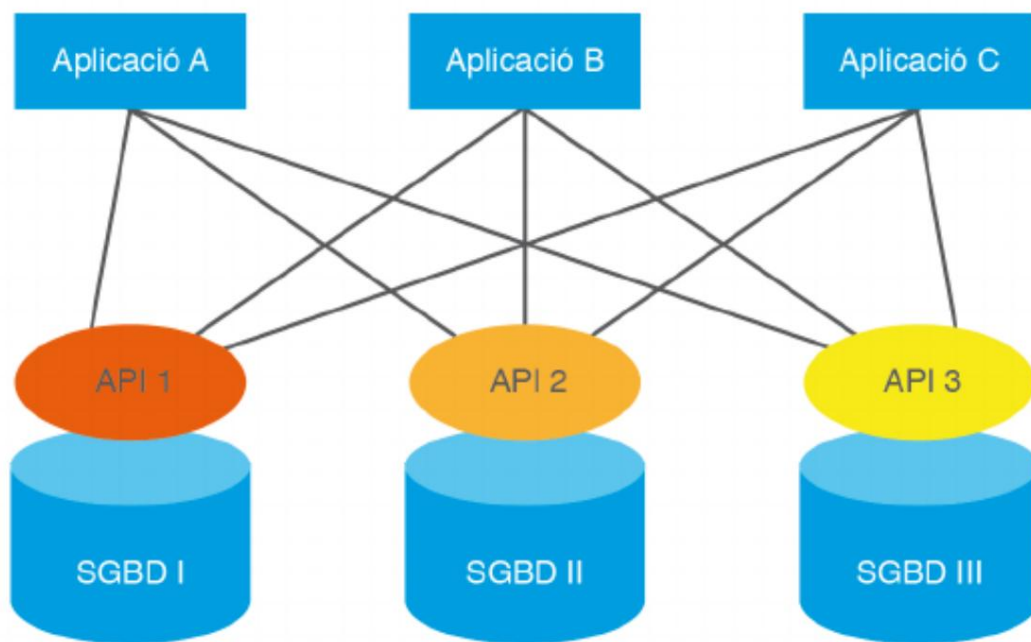 Aplicació A
Aplicació B
Aplicació C
API 1
API 2
API 3
SGBD I
SGBD II
SGBD III